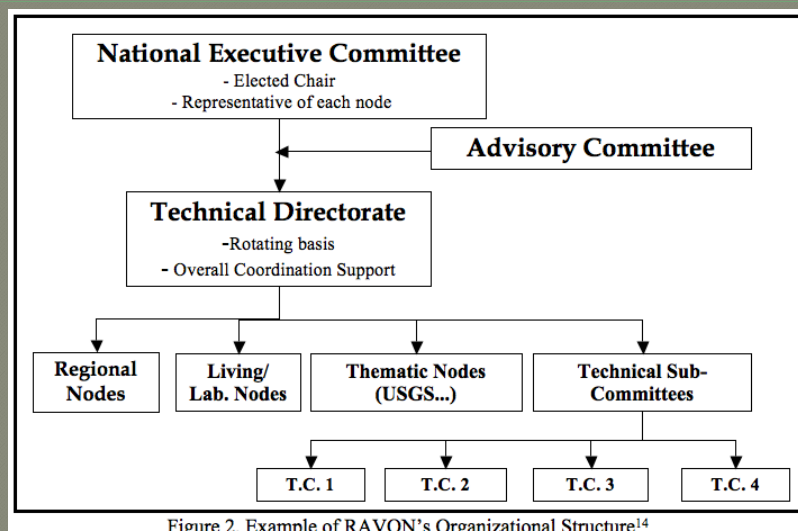 National Executive Committee
- Elected Chair
- Representative of each node
Advisory Committee
Technical Directorate
-Rotating basis
- Overall Coordination Support
Regional
Nodes
Living/
Lab. Nodes
Thematic Nodes
(USGS...)
Technical Sub-
Committees
T.C. 1
T.C. 2
T.C. 3
T.C. 4
Figure 2. Example of RAVON's Organizational Structure14